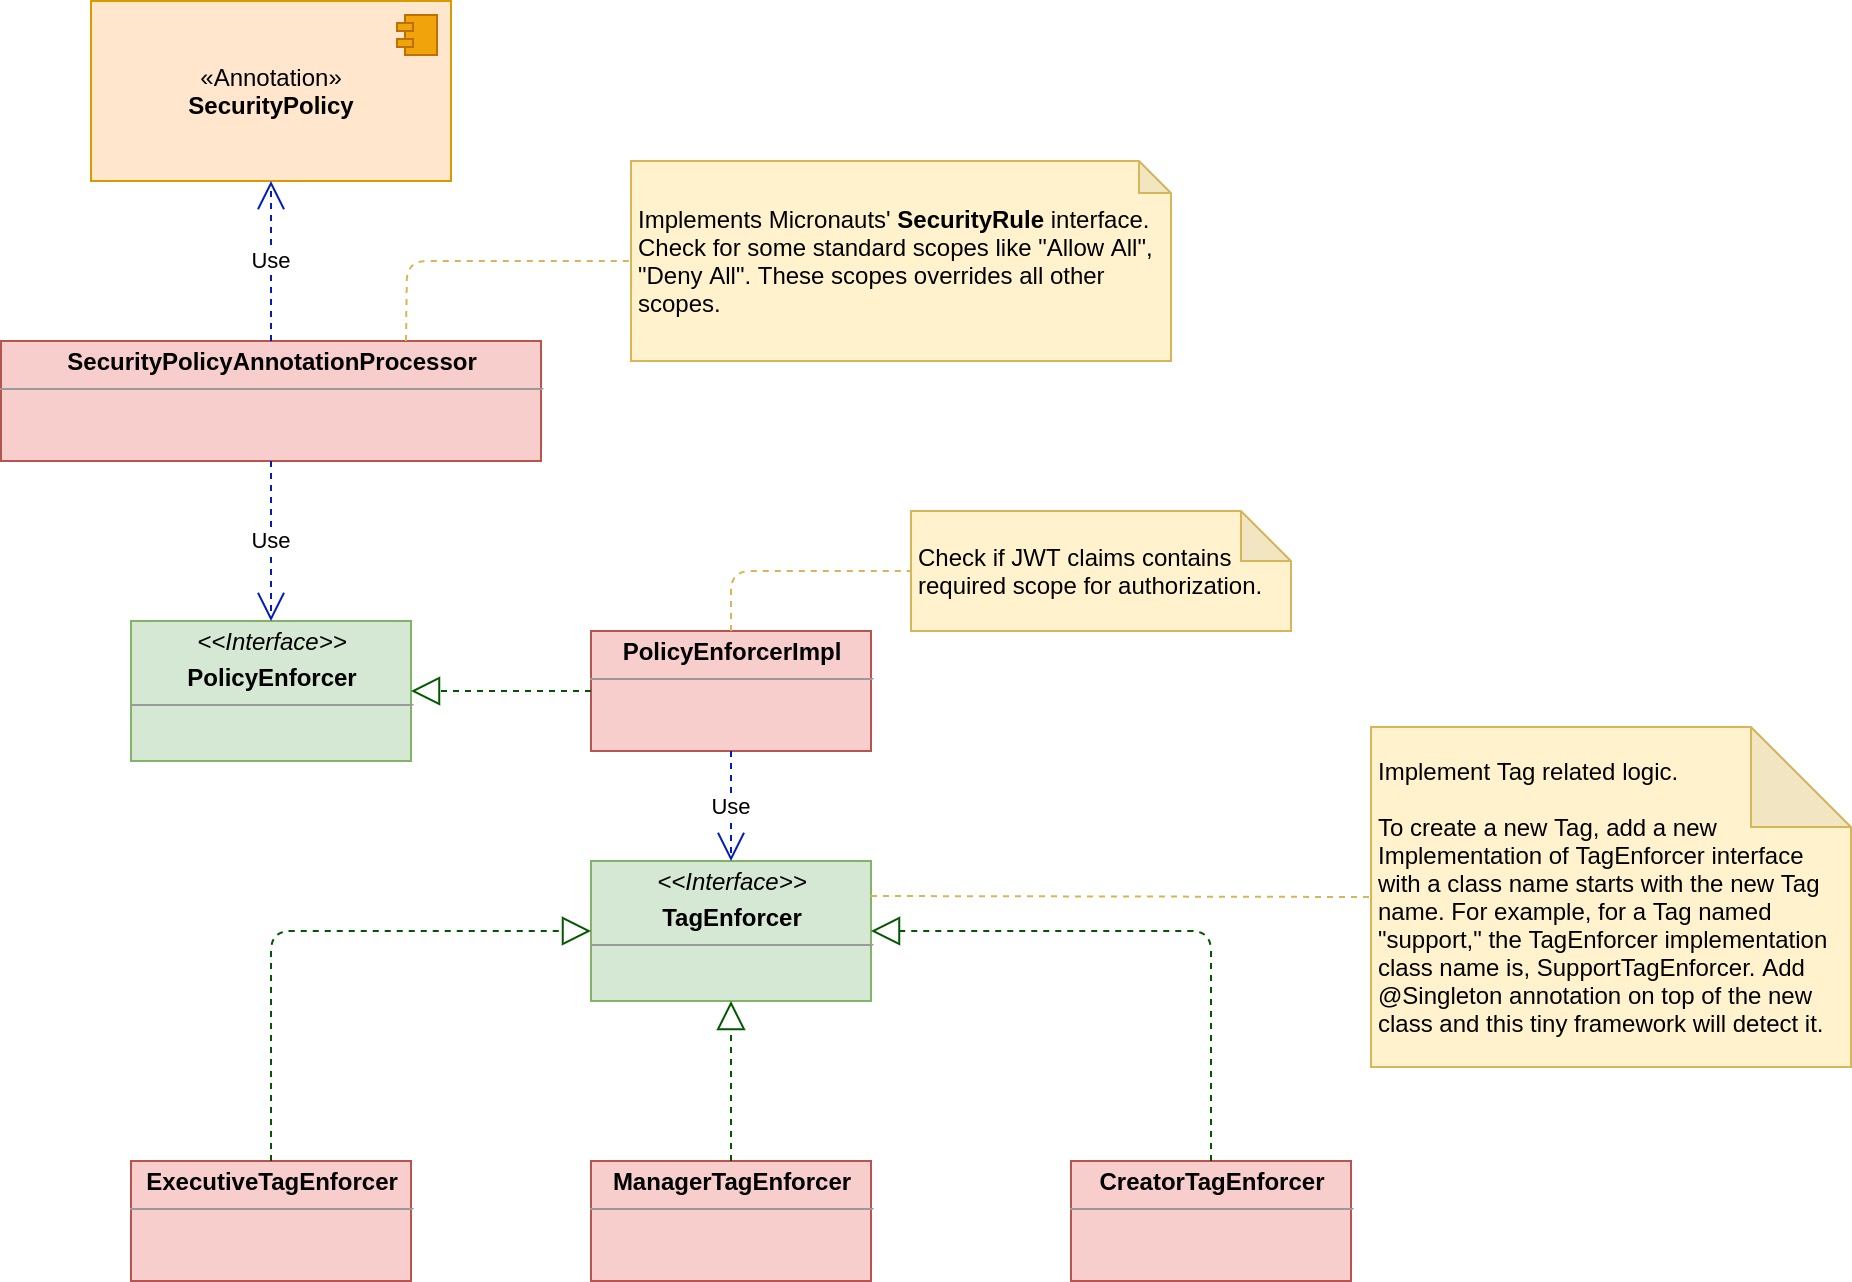 «Annotation»
SecurityPolicy
Use
Implements Micronauts' SecurityRule interface.
Check for some standard scopes like "Allow All",
"Deny All". These scopes overrides all other
scopes.
SecurityPolicyAnnotationProcessor
Use
Check if JWT claims contains
required scope for authorization.
<<Interface>>
PolicyEnforcer
PolicyEnforcerImpl
Use
Implement Tag related logic.
To create a new Tag, add a new
Implementation of TagEnforcer interface
with a class name starts with the new Tag
name. For example, for a Tag named
"support," the TagEnforcer implementation
class name is, SupportTagEnforcer. Add
@Singleton annotation on top of the new
class and this tiny framework will detect it.
<<Interface>>
TagEnforcer
ExecutiveTagEnforcer
ManagerTagEnforcer
CreatorTagEnforcer